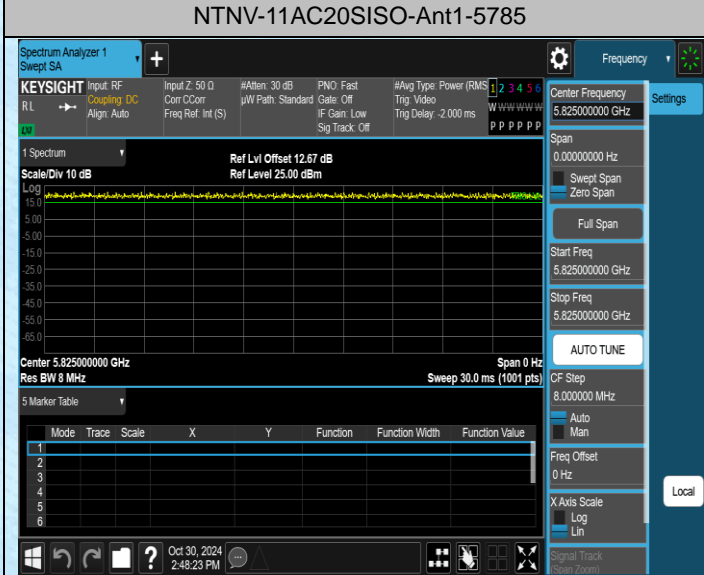 NTNV-11AC20SISO-Ant1-5785
Spectrum Analyzer 1
Swept SA
+
Frequency
KEYSIGHT
RL
LXI
Input: RF
Coupling: DC
Align: Auto
Input Z: 50 Ω
Corr CCorr
Freq Ref: Int (S)
#Atten: 30 dB
µW Path: Standard
PNO: Fast
Gate: Off
IF Gain: Low
Sig Track: Off
#Avg Type: Power (RMS
Trig: Video
Trig Delay: -2.000 ms
1 2 3 4 5 6
W W W W W W
P P P P P P
Center Frequency
5.825000000 GHz
Settings
Span
0.00000000 Hz
Swept Span
Zero Span
Full Span
Start Freq
5.825000000 GHz
Stop Freq
5.825000000 GHz
AUTO TUNE
CF Step
8.000000 MHz
Auto
Man
Freq Offset
0 Hz
X Axis Scale
Log
Lin
Signal Track
(Span Zoom)
Local
1 Spectrum
Scale/Div 10 dB
Ref Lvl Offset 12.67 dB
Ref Level 25.00 dBm
Log
15.0
5.00
-5.00
-15.0
-25.0
-35.0
-45.0
-55.0
-65.0
Center 5.825000000 GHz
Span 0 Hz
Res BW 8 MHz
Sweep 30.0 ms (1001 pts)
5 Marker Table
Mode Trace Scale X Y Function Function Width Function Value
1
2
3
4
5
6
?
Oct 30, 2024
2:48:23 PM